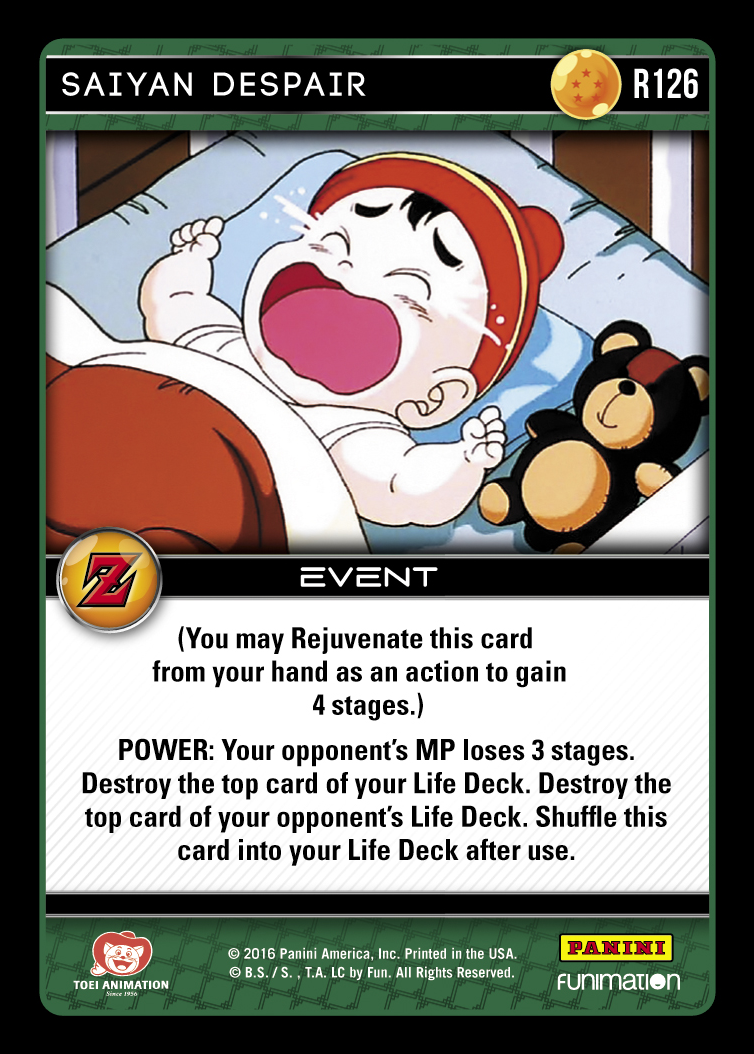 SAIYAN DESPAIR
R126
Z
EVENT
(You may Rejuvenate this card
from your hand as an action to gain
4 stages.)
POWER: Your opponent's MP loses 3 stages.
Destroy the top card of your Life Deck. Destroy the
top card of your opponent's Life Deck. Shuffle this
card into your Life Deck after use.
TOEI ANIMATION
Since 1956
© 2016 Panini America, Inc. Printed in the USA.
© B.S. / S. , T.A. LC by Fun. All Rights Reserved.
PANINI
FUNIMATION